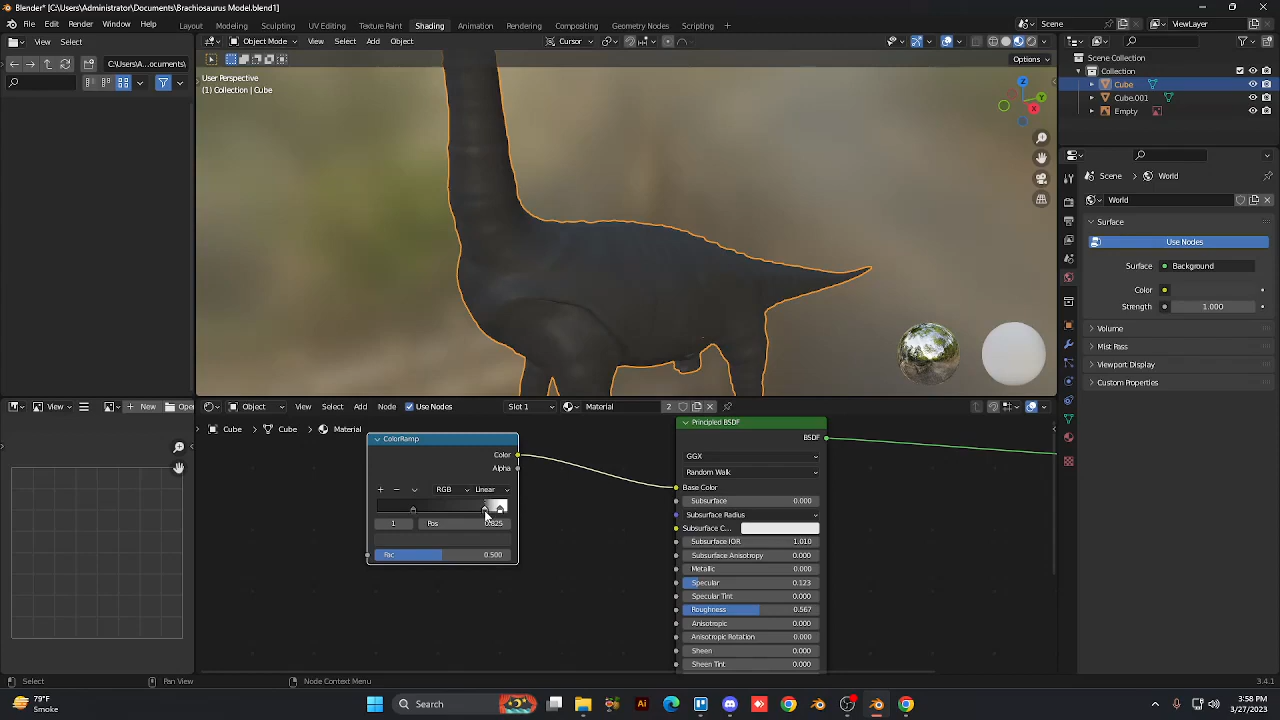 Blender* [C:\Users\Administrator\Documents\Brachiosaurus Model.blend1]
File Edit Render Window Help Layout Modeling Sculpting UV Editing Texture Paint Shading Animation Rendering Compositing Geometry Nodes Scripting Scene ViewLayer
View Select Object Mode View Select Add Object Cursor
C:\A...ocuments\ Options
User Perspective
(1) Collection | Cube
Z
Y
X
Scene Collection
Collection
Cube
Cube.001
Empty
Scene World
World
Surface
Use Nodes
Surface Background
Color
Strength 1.000
Volume
Mist Pass
Viewport Display
Custom Properties
View New Open Object View Select Add Node Use Nodes Slot 1 Material 2
Cube Cube Material
ColorRamp
Color
Alpha
RGB Linear
1 Pos 0.825
Fac 0.500
Principled BSDF
BSDF
GGX
Random Walk
Base Color
Subsurface 0.000
Subsurface Radius
Subsurface C...
Subsurface IOR 1.010
Subsurface Anisotropy 0.000
Metallic 0.000
Specular 0.123
Specular Tint 0.000
Roughness 0.567
Anisotropic 0.000
Anisotropic Rotation 0.000
Sheen 0.000
Sheen Tint 0.000
Select Pan View Node Context Menu 3.4.1
79°F
Smoke
Search
3:58 PM
3/27/2023